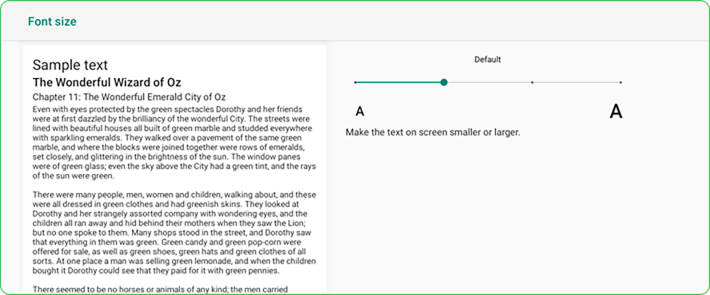 Font size
Sample text
The Wonderful Wizard of Oz
Chapter 11: The Wonderful Emerald City of Oz
Even with eyes protected by the green spectacles Dorothy and her friends
were at first dazzled by the brilliancy of the wonderful City. The streets were
lined with beautiful houses all built of green marble and studded everywhere
with sparkling emeralds. They walked over a pavement of the same green
marble, and where the blocks were joined together were rows of emeralds,
set closely, and glittering in the brightness of the sun. The window panes
were of green glass; even the sky above the City had a green tint, and the rays
of the sun were green.
There were many people, men, women and children, walking about, and these
were all dressed in green clothes and had greenish skins. They looked at
Dorothy and her strangely assorted company with wondering eyes, and the
children all ran away and hid behind their mothers when they saw the Lion;
but no one spoke to them. Many shops stood in the street, and Dorothy saw
that everything in them was green. Green candy and green pop-corn were
offered for sale, as well as green shoes, green hats and green clothes of all
sorts. At one place a man was selling green lemonade, and when the children
bought it Dorothy could see that they paid for it with green pennies.
There seemed to be no horses or animals of any kind; the men carried
Default
A A
Make the text on screen smaller or larger.